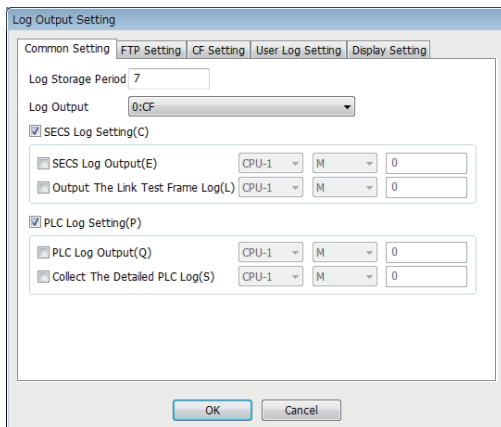 Log Output Setting
Common Setting FTP Setting CF Setting User Log Setting Display Setting
Log Storage Period 7
Log Output 0:CF
SECS Log Setting(C)
SECS Log Output(E) CPU-1 M 0
Output The Link Test Frame Log(L) CPU-1 M 0
PLC Log Setting(P)
PLC Log Output(Q) CPU-1 M 0
Collect The Detailed PLC Log(S) CPU-1 M 0
OK Cancel